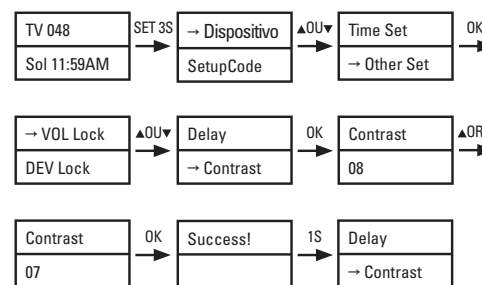 TV 048 SET 3S → Dispositivo ▲OU▼ Time Set OK
Sol 11:59AM SetupCode → Other Set
→ VOL Lock ▲OU▼ Delay OK Contrast ▲OR
DEV Lock → Contrast 08
Contrast OK Success! 1S Delay
07 → Contrast